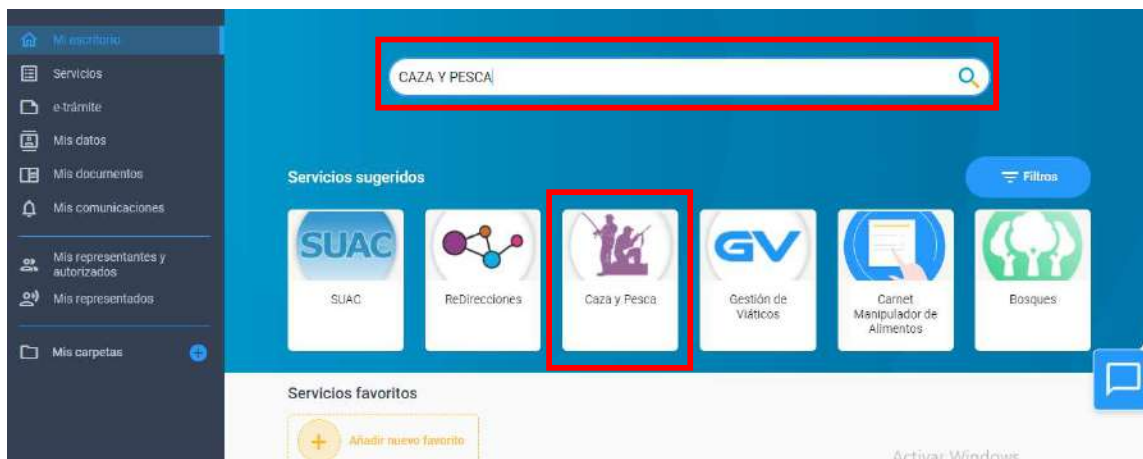 Mi escritorio
Servicios
e-trámite
Mis datos
Mis documentos
Mis comunicaciones
Mis representantes y
autorizados
Mis representados
Mis carpetas
CAZA Y PESCA
Servicios sugeridos
Filtros
SUAC
GV
SUAC
ReDirecciones
Caza y Pesca
Gestión de
Viáticos
Carnet
Manipulador de
Alimentos
Bosques
Servicios favoritos
Añadir nuevo favorito
Activar Windows